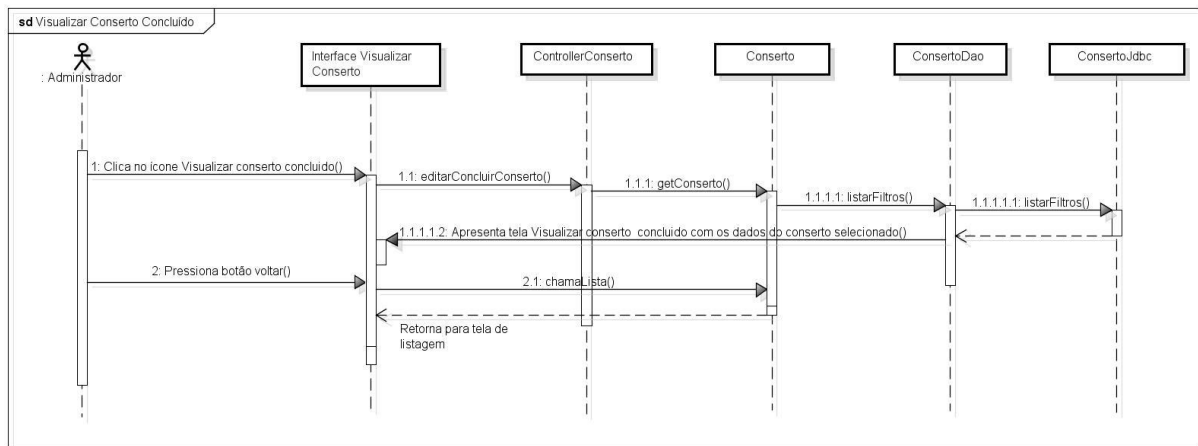 sd Visualizar Conserto Concluído
: Administrador
Interface Visualizar
Conserto
ControllerConserto
Conserto
ConsertoDao
ConsertoJdbc
1: Clica no ícone Visualizar conserto concluido()
1.1: editarConcluirConserto()
1.1.1: getConserto()
1.1.1.1: listarFiltros()
1.1.1.1.1: listarFiltros()
1.1.1.1.2: Apresenta tela Visualizar conserto concluido com os dados do conserto selecionado()
2: Pressiona botão voltar()
2.1: chamaLista()
Retorna para tela de
listagem